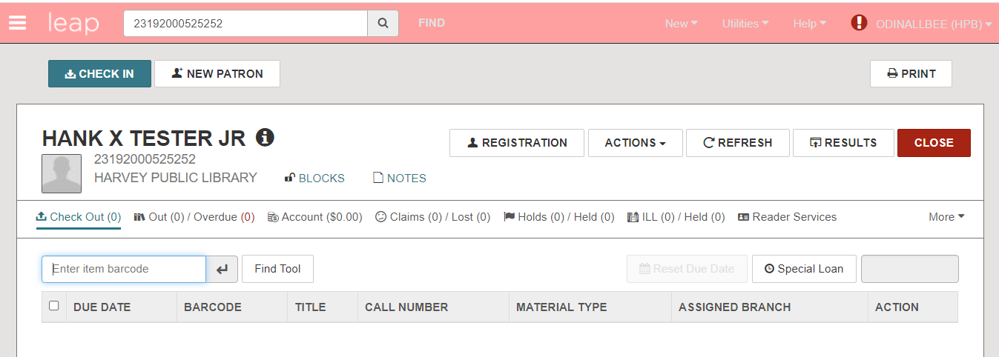 leap 23192000525252 FIND New Utilities Help ODINALLBEE (HPB)
CHECK IN NEW PATRON PRINT
HANK X TESTER JR
23192000525252
HARVEY PUBLIC LIBRARY BLOCKS NOTES
REGISTRATION ACTIONS REFRESH RESULTS CLOSE
Check Out (0) Out (0) / Overdue (0) Account ($0.00) Claims (0) / Lost (0) Holds (0) / Held (0) ILL (0) / Held (0) Reader Services More
Enter item barcode Find Tool Reset Due Date Special Loan
DUE DATE BARCODE TITLE CALL NUMBER MATERIAL TYPE ASSIGNED BRANCH ACTION